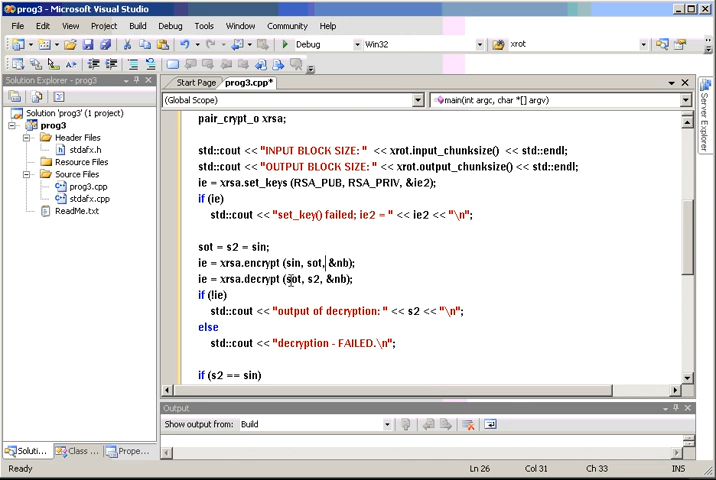 prog3 - Microsoft Visual Studio
File Edit View Project Build Debug Tools Window Community Help
Debug Win32 xrot
Solution Explorer - prog3
Solution 'prog3' (1 project)
prog3
Header Files
stdafx.h
Resource Files
Source Files
prog3.cpp
stdafx.cpp
ReadMe.txt
Soluti... Class ... Prope...
Start Page prog3.cpp*
(Global Scope) main(int argc, char *[] argv)
pair_crypt_o xrsa;
std::cout << "INPUT BLOCK SIZE: " << xrot.input_chunksize() << std::endl;
std::cout << "OUTPUT BLOCK SIZE: " << xrot.output_chunksize() << std::endl;
ie = xrsa.set_keys (RSA_PUB, RSA_PRIV, &ie2);
if (ie)
std::cout << "set_key() failed; ie2 = " << ie2 << "\n";
sot = s2 = sin;
ie = xrsa.encrypt (sin, sot, &nb);
ie = xrsa.decrypt (sot, s2, &nb);
if (!ie)
std::cout << "output of decryption: " << s2 << "\n";
else
std::cout << "decryption - FAILED.\n";
if (s2 == sin)
Server Explorer
Output
Show output from: Build
Ready Ln 26 Col 31 Ch 33 INS